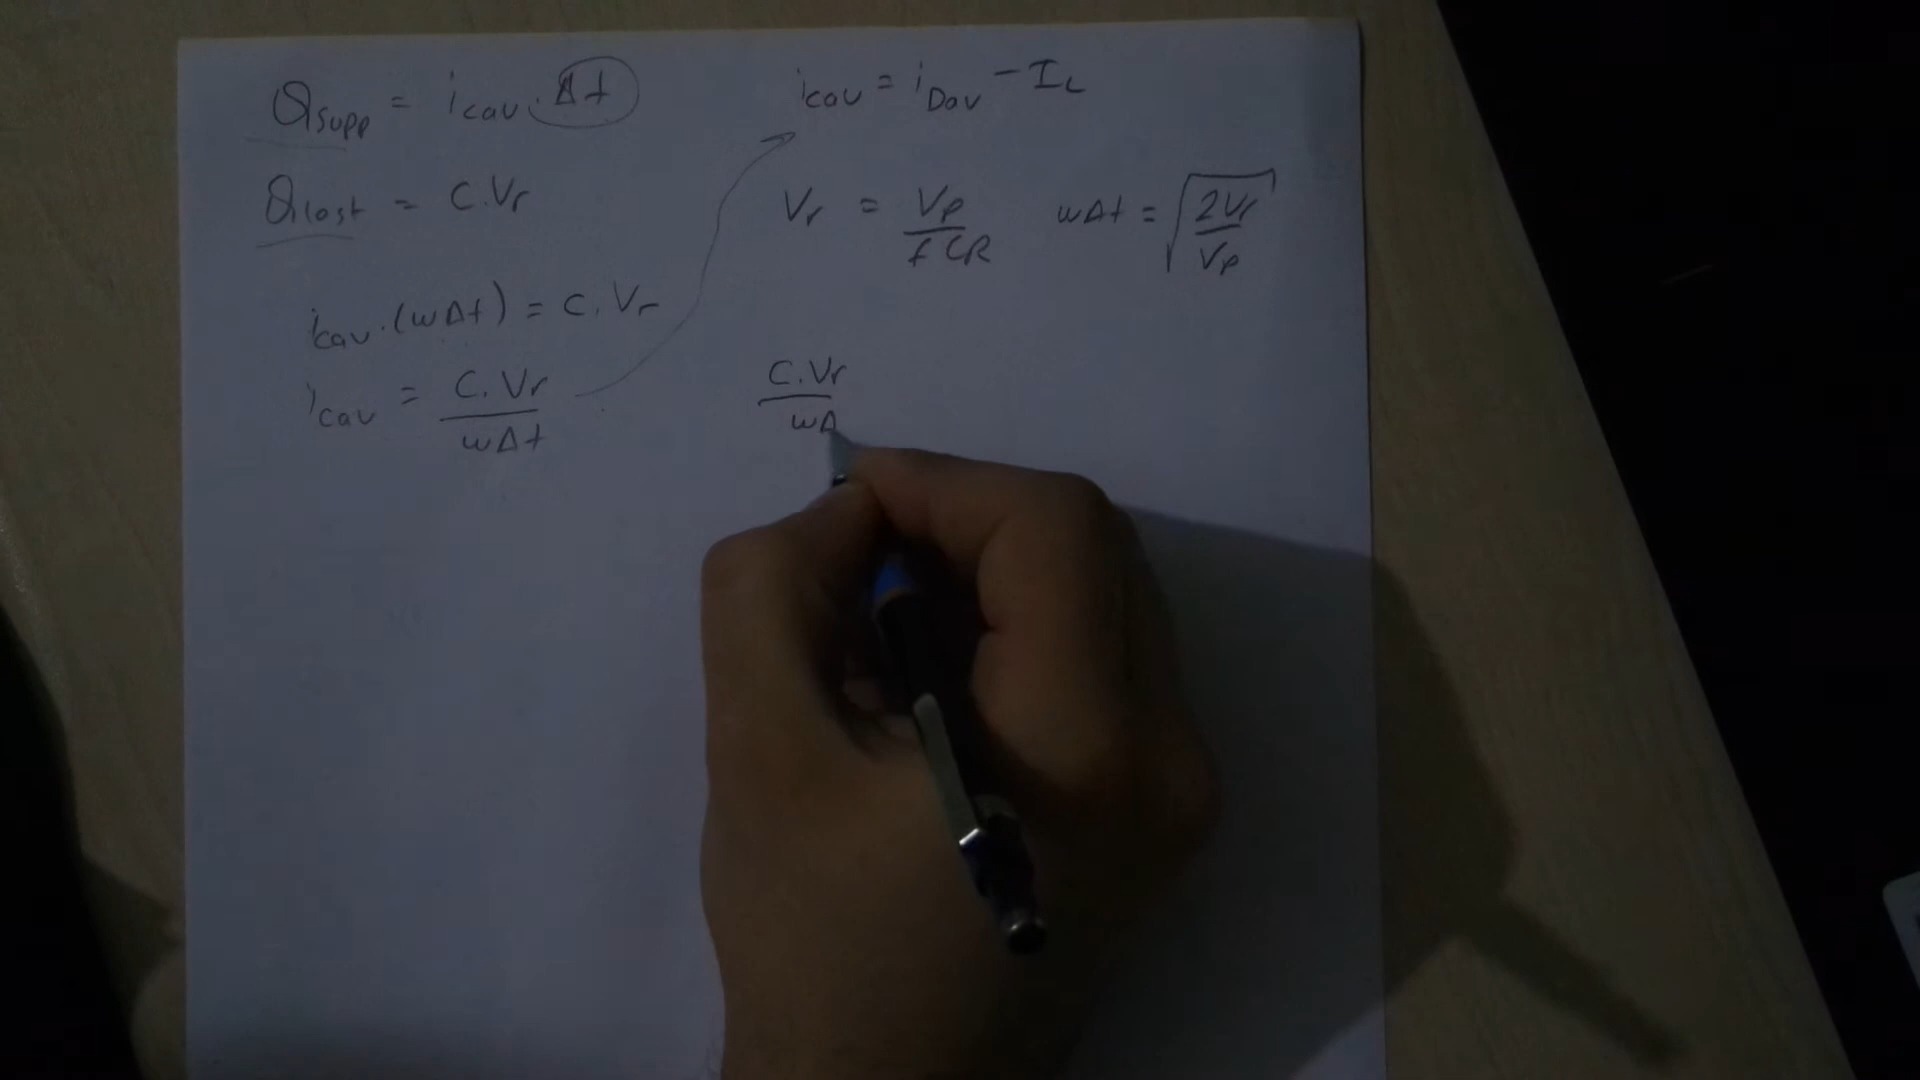 Qsupp = icav . Δt
Qlost = C.Vr
icav . (wΔt) = C.Vr
icav = C.Vr / wΔt
icav = iDav - IL
Vr = Vp / fCR    wΔt = √(2Vr / Vp)
C.Vr / wΔ